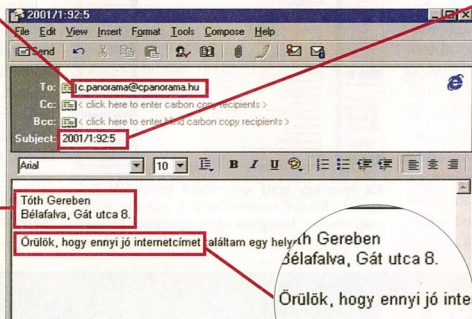 2001/1:92:5
File Edit View Insert Format Tools Compose Help
Send
To: c.panorama@cpanorama.hu
Cc: < click here to enter carbon copy recipients >
Bcc: < click here to enter blind carbon copy recipients >
Subject: 2001/1:92:5
Arial 10 B I U
Tóth Gereben
Bélafalva, Gát utca 8.
Örülök, hogy ennyi jó internetcímet találtam egy hely
th Gereben
Bélafalva, Gát utca 8.
Örülök, hogy ennyi jó inte